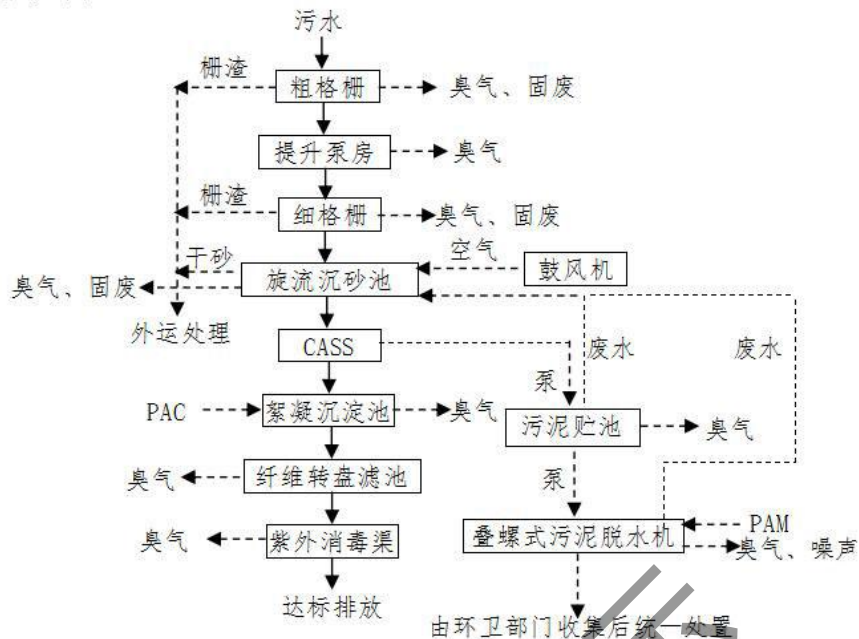 污水
栅渣
粗格栅
臭气、固废
提升泵房
臭气
栅渣
细格栅
臭气、固废
空气
鼓风机
干砂
旋流沉砂池
臭气、固废
外运处理
CASS
废水
废水
泵
PAC
絮凝沉淀池
臭气
污泥贮池
臭气
臭气
纤维转盘滤池
泵
臭气
紫外消毒渠
叠螺式污泥脱水机
PAM
臭气、噪声
达标排放
由环卫部门收集后统一处置